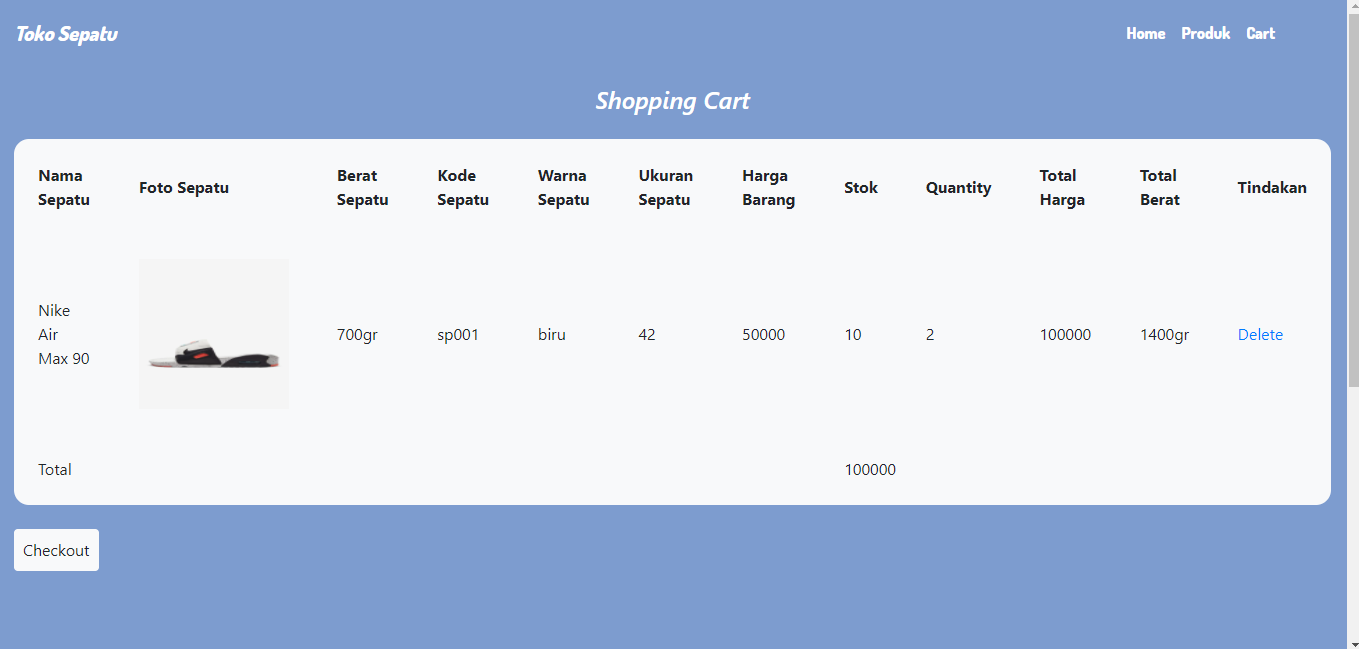 Toko Sepatu
Home Produk Cart
Shopping Cart
Nama Sepatu Foto Sepatu Berat Sepatu Kode Sepatu Warna Sepatu Ukuran Sepatu Harga Barang Stok Quantity Total Harga Total Berat Tindakan
Nike Air Max 90 700gr sp001 biru 42 50000 10 2 100000 1400gr Delete
Total 100000
Checkout